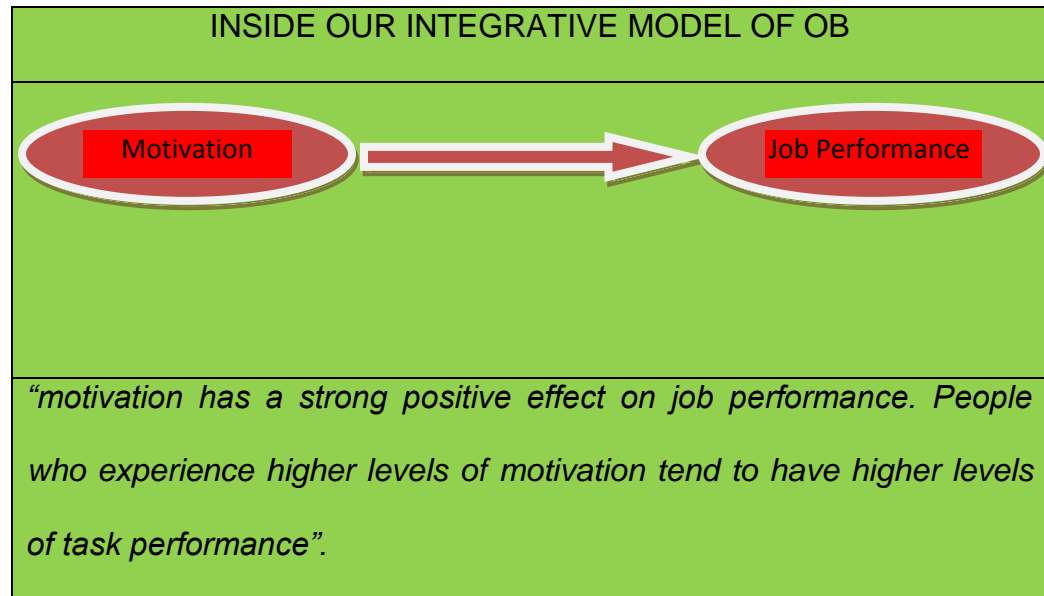 INSIDE OUR INTEGRATIVE MODEL OF OB
Motivation
Job Performance
“motivation has a strong positive effect on job performance. People
who experience higher levels of motivation tend to have higher levels
of task performance”.